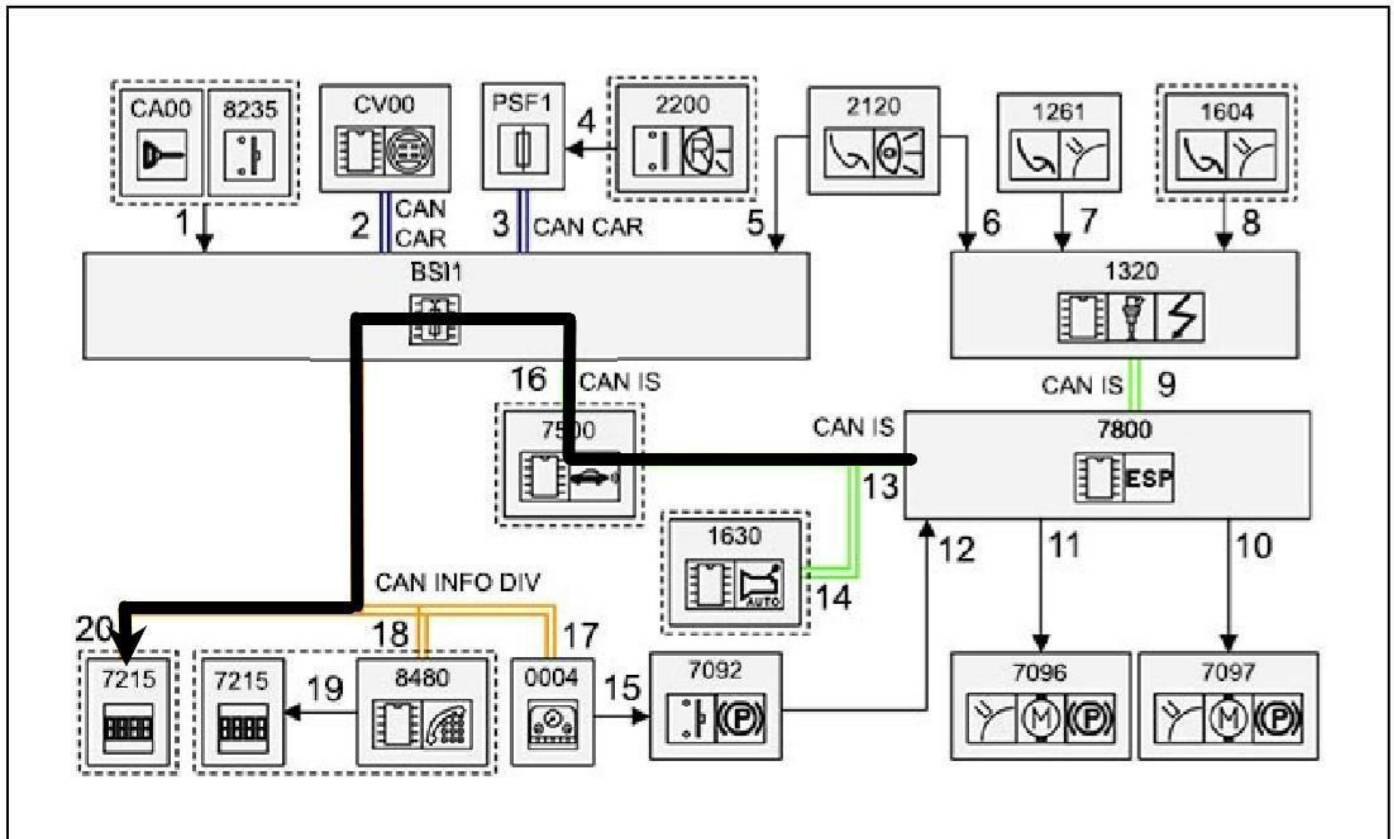 CA00 8235 CV00 PSF1 4 2200 2120 1261 1604
R
1 2 CAN CAR 3 CAN CAR 5 6 7 8
BSI1 1320
16 CAN IS CAN IS 9
7500 CAN IS 7800
13 ESP
1630 12 11 10
AUTO 14
CAN INFO DIV
20 18 17
7215 7215 19 8480 0004 15 7092 7096 7097
P M P M P